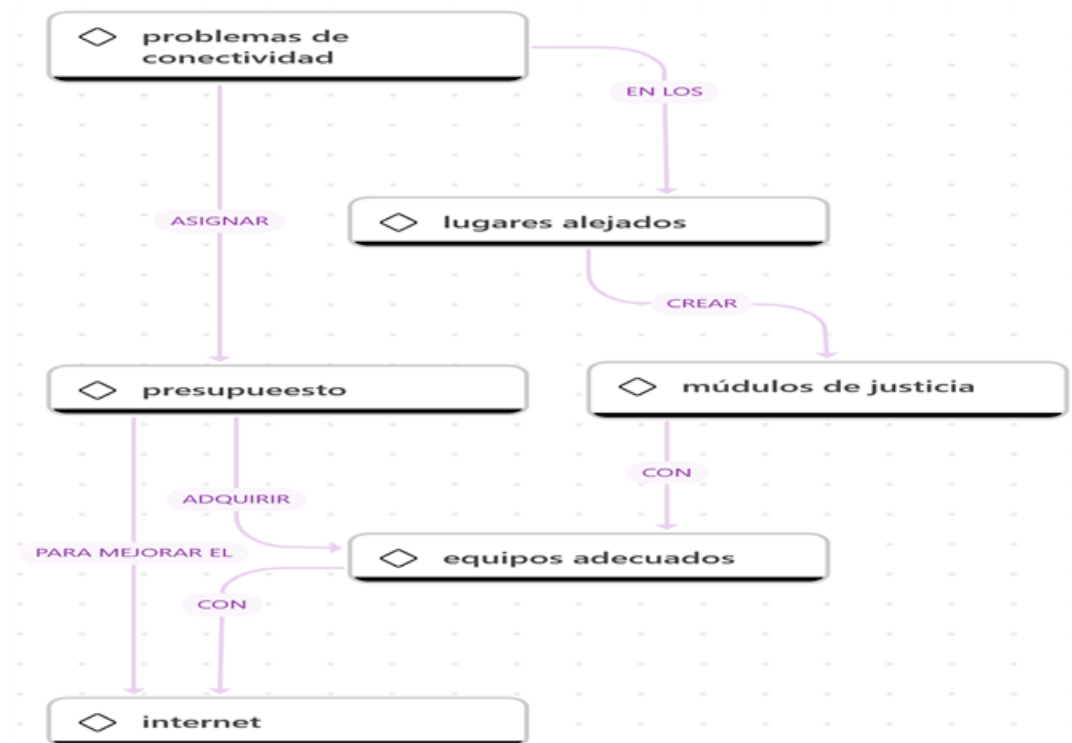 problemas de
conectividad
EN LOS
ASIGNAR
lugares alejados
CREAR
presupueesto
múdulos de justicia
CON
ADQUIRIR
PARA MEJORAR EL
equipos adecuados
CON
internet